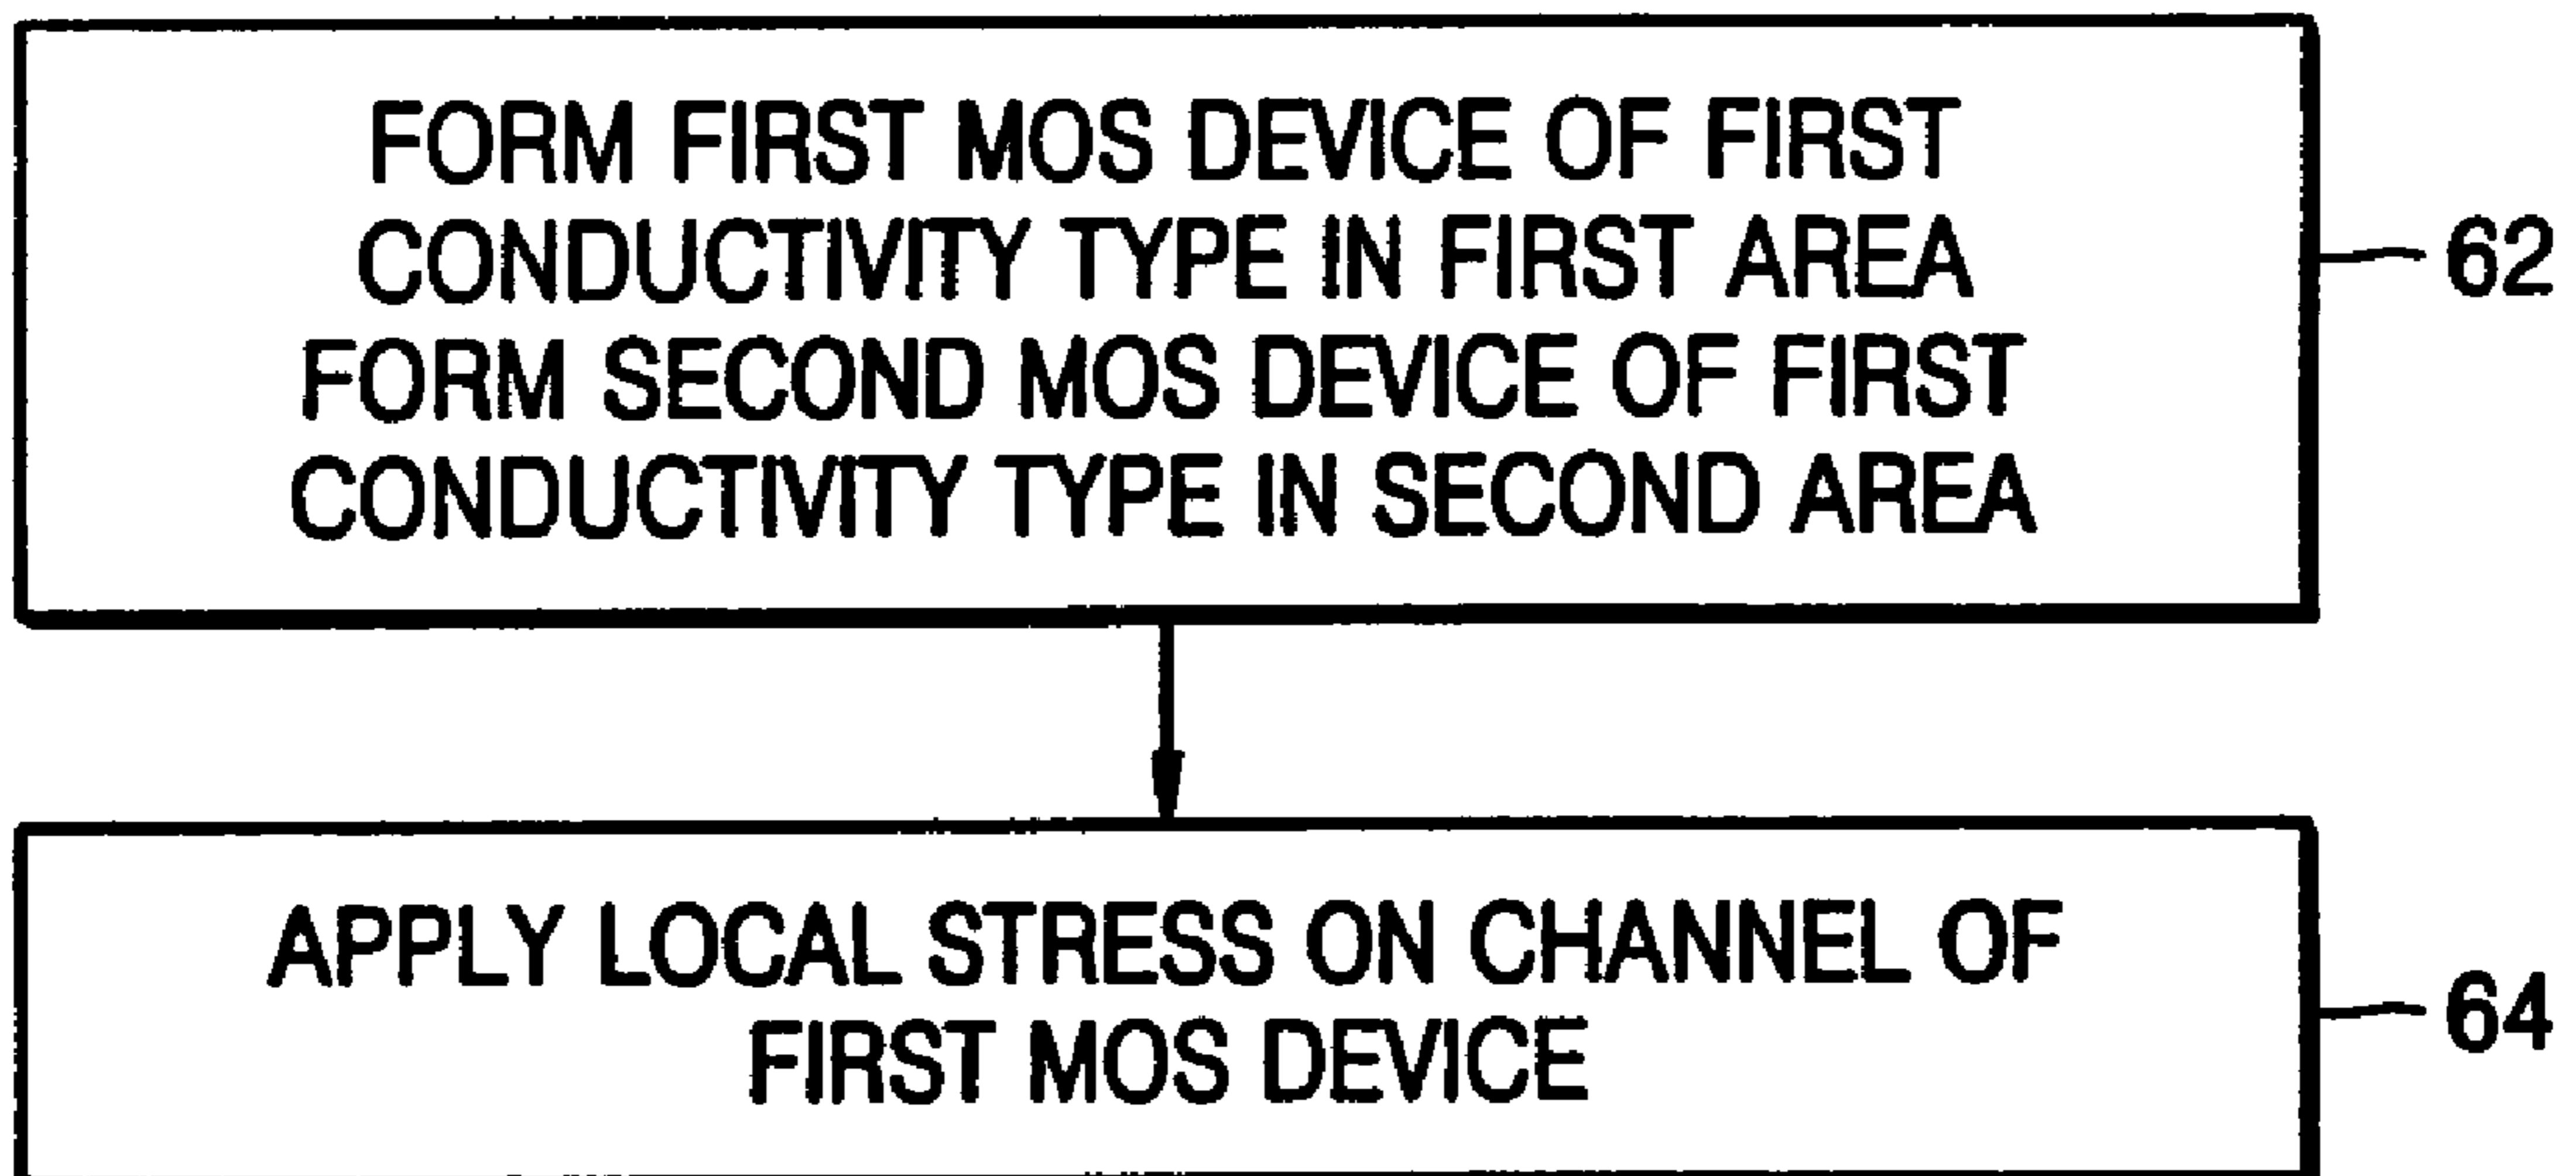 FORM FIRST MOS DEVICE OF FIRST
CONDUCTIVITY TYPE IN FIRST AREA
FORM SECOND MOS DEVICE OF FIRST
CONDUCTIVITY TYPE IN SECOND AREA
62
APPLY LOCAL STRESS ON CHANNEL OF
FIRST MOS DEVICE
64